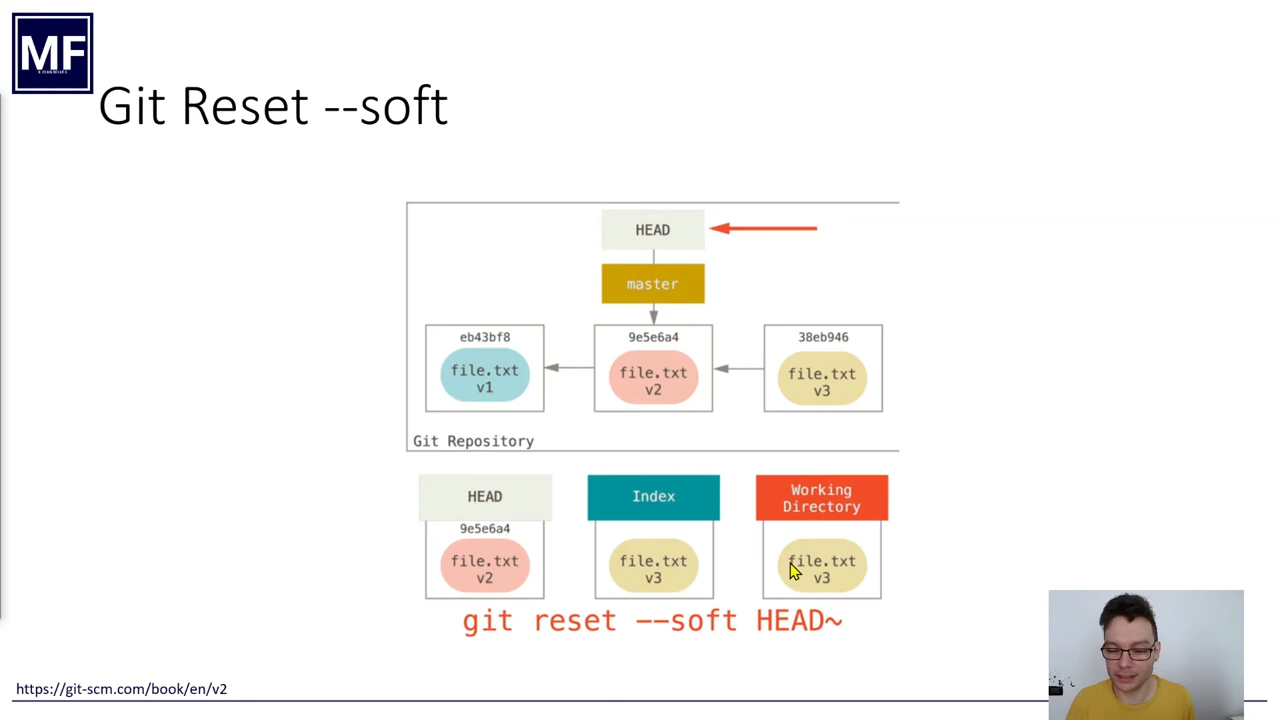 MF
Git Reset --soft
HEAD
master
eb43bf8
9e5e6a4
38eb946
file.txt
v1
file.txt
v2
file.txt
v3
Git Repository
HEAD
Index
Working
Directory
9e5e6a4
file.txt
v2
file.txt
v3
file.txt
v3
git reset --soft HEAD~
https://git-scm.com/book/en/v2